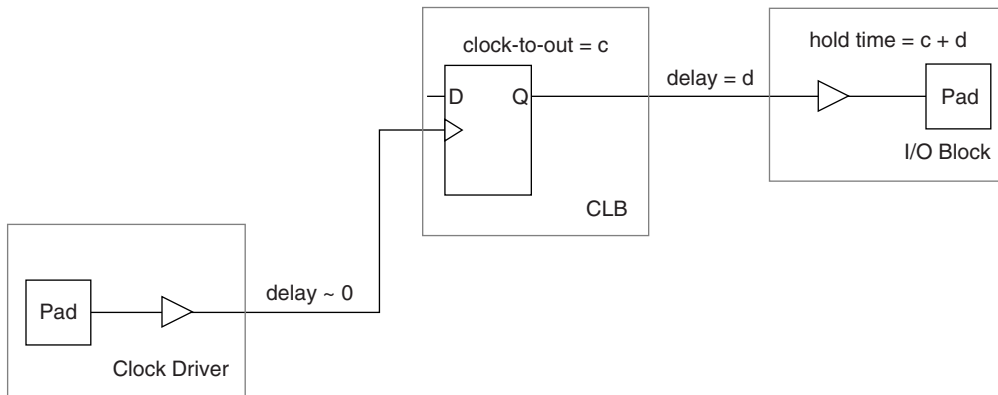 clock-to-out = c
hold time = c + d
D
Q
delay = d
Pad
I/O Block
CLB
delay ~ 0
Pad
Clock Driver